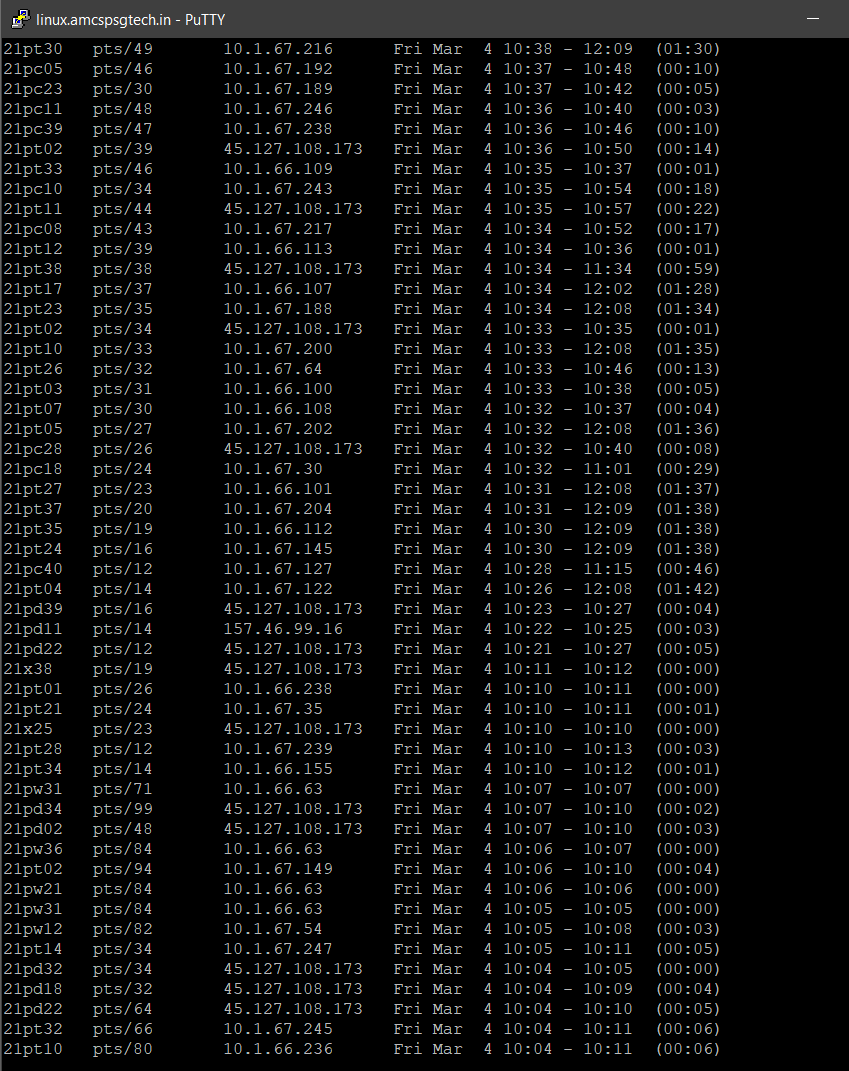 linux.amcspsgtech.in - PuTTY
21pt30   pts/49       10.1.67.216      Fri Mar  4 10:38 - 12:09  (01:30)
21pc05   pts/46       10.1.67.192      Fri Mar  4 10:37 - 10:48  (00:10)
21pc23   pts/30       10.1.67.189      Fri Mar  4 10:37 - 10:42  (00:05)
21pc11   pts/48       10.1.67.246      Fri Mar  4 10:36 - 10:40  (00:03)
21pc39   pts/47       10.1.67.238      Fri Mar  4 10:36 - 10:46  (00:10)
21pt02   pts/39       45.127.108.173   Fri Mar  4 10:36 - 10:50  (00:14)
21pt33   pts/46       10.1.66.109      Fri Mar  4 10:35 - 10:37  (00:01)
21pc10   pts/34       10.1.67.243      Fri Mar  4 10:35 - 10:54  (00:18)
21pt11   pts/44       45.127.108.173   Fri Mar  4 10:35 - 10:57  (00:22)
21pc08   pts/43       10.1.67.217      Fri Mar  4 10:34 - 10:52  (00:17)
21pt12   pts/39       10.1.66.113      Fri Mar  4 10:34 - 10:36  (00:01)
21pt38   pts/38       45.127.108.173   Fri Mar  4 10:34 - 11:34  (00:59)
21pt17   pts/37       10.1.66.107      Fri Mar  4 10:34 - 12:02  (01:28)
21pt23   pts/35       10.1.67.188      Fri Mar  4 10:34 - 12:08  (01:34)
21pt02   pts/34       45.127.108.173   Fri Mar  4 10:33 - 10:35  (00:01)
21pt10   pts/33       10.1.67.200      Fri Mar  4 10:33 - 12:08  (01:35)
21pt26   pts/32       10.1.67.64       Fri Mar  4 10:33 - 10:46  (00:13)
21pt03   pts/31       10.1.66.100      Fri Mar  4 10:33 - 10:38  (00:05)
21pt07   pts/30       10.1.66.108      Fri Mar  4 10:32 - 10:37  (00:04)
21pt05   pts/27       10.1.67.202      Fri Mar  4 10:32 - 12:08  (01:36)
21pc28   pts/26       45.127.108.173   Fri Mar  4 10:32 - 10:40  (00:08)
21pc18   pts/24       10.1.67.30       Fri Mar  4 10:32 - 11:01  (00:29)
21pt27   pts/23       10.1.66.101      Fri Mar  4 10:31 - 12:08  (01:37)
21pt37   pts/20       10.1.67.204      Fri Mar  4 10:31 - 12:09  (01:38)
21pt35   pts/19       10.1.66.112      Fri Mar  4 10:30 - 12:09  (01:38)
21pt24   pts/16       10.1.67.145      Fri Mar  4 10:30 - 12:09  (01:38)
21pc40   pts/12       10.1.67.127      Fri Mar  4 10:28 - 11:15  (00:46)
21pt04   pts/14       10.1.67.122      Fri Mar  4 10:26 - 12:08  (01:42)
21pd39   pts/16       45.127.108.173   Fri Mar  4 10:23 - 10:27  (00:04)
21pd11   pts/14       157.46.99.16     Fri Mar  4 10:22 - 10:25  (00:03)
21pd22   pts/12       45.127.108.173   Fri Mar  4 10:21 - 10:27  (00:05)
21x38    pts/19       45.127.108.173   Fri Mar  4 10:11 - 10:12  (00:00)
21pt01   pts/26       10.1.66.238      Fri Mar  4 10:10 - 10:11  (00:00)
21pt21   pts/24       10.1.67.35       Fri Mar  4 10:10 - 10:11  (00:01)
21x25    pts/23       45.127.108.173   Fri Mar  4 10:10 - 10:10  (00:00)
21pt28   pts/12       10.1.67.239      Fri Mar  4 10:10 - 10:13  (00:03)
21pt34   pts/14       10.1.66.155      Fri Mar  4 10:10 - 10:12  (00:01)
21pw31   pts/71       10.1.66.63       Fri Mar  4 10:07 - 10:07  (00:00)
21pd34   pts/99       45.127.108.173   Fri Mar  4 10:07 - 10:10  (00:02)
21pd02   pts/48       45.127.108.173   Fri Mar  4 10:07 - 10:10  (00:03)
21pw36   pts/84       10.1.66.63       Fri Mar  4 10:06 - 10:07  (00:00)
21pt02   pts/94       10.1.67.149      Fri Mar  4 10:06 - 10:10  (00:04)
21pw21   pts/84       10.1.66.63       Fri Mar  4 10:06 - 10:06  (00:00)
21pw31   pts/84       10.1.66.63       Fri Mar  4 10:05 - 10:05  (00:00)
21pw12   pts/82       10.1.67.54       Fri Mar  4 10:05 - 10:08  (00:03)
21pt14   pts/34       10.1.67.247      Fri Mar  4 10:05 - 10:11  (00:05)
21pd32   pts/34       45.127.108.173   Fri Mar  4 10:04 - 10:05  (00:00)
21pd18   pts/32       45.127.108.173   Fri Mar  4 10:04 - 10:09  (00:04)
21pd22   pts/64       45.127.108.173   Fri Mar  4 10:04 - 10:10  (00:05)
21pt32   pts/66       10.1.67.245      Fri Mar  4 10:04 - 10:11  (00:06)
21pt10   pts/80       10.1.66.236      Fri Mar  4 10:04 - 10:11  (00:06)